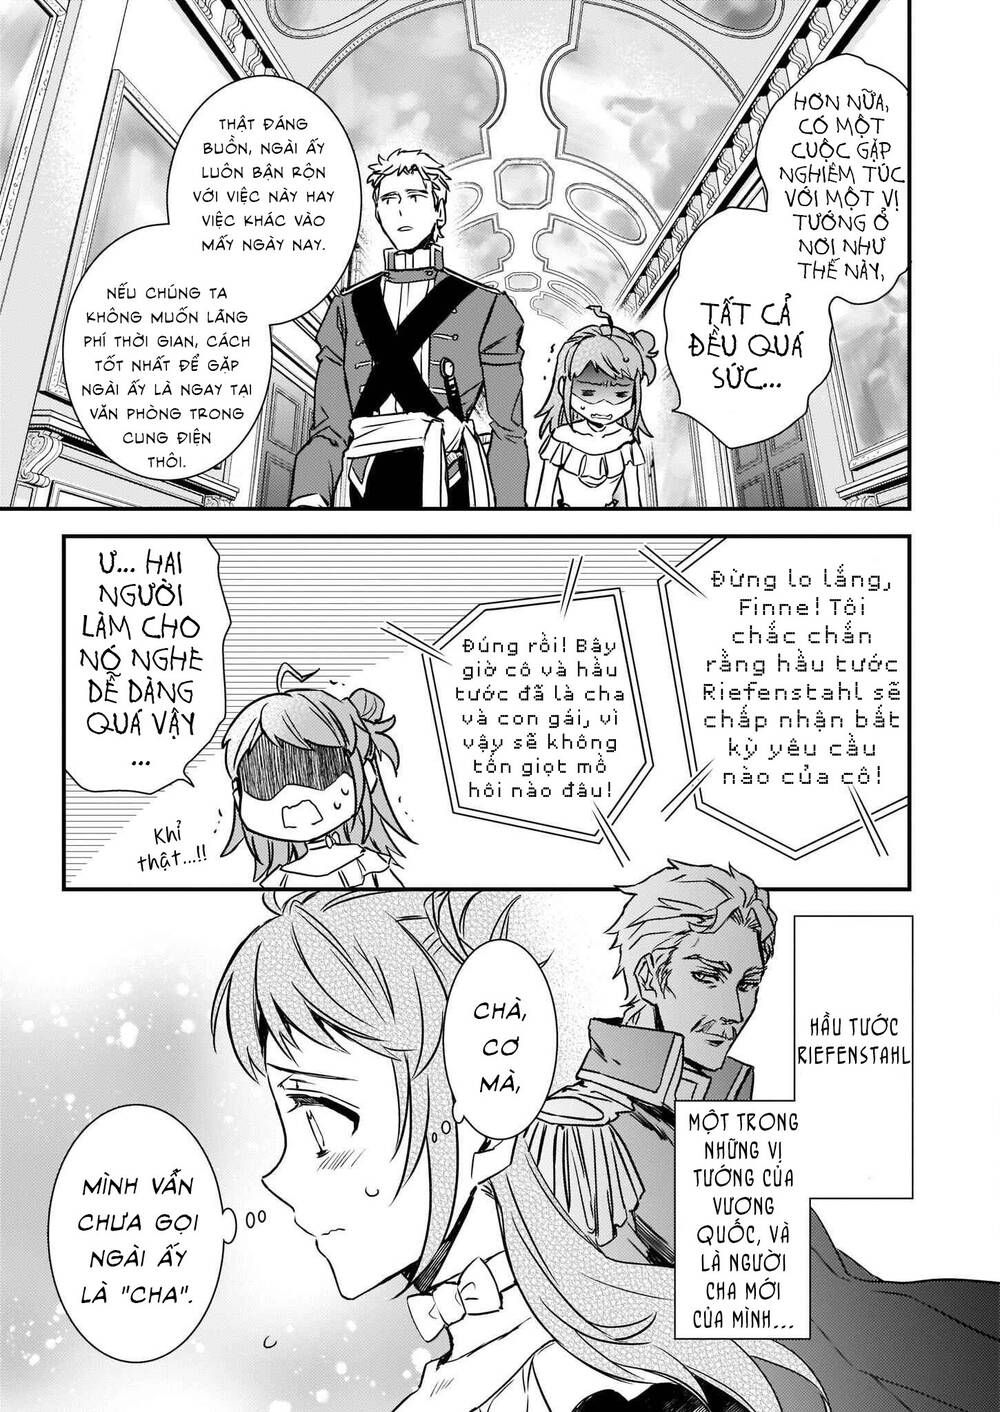 HƠN NỮA,
CÓ MỘT
CUỘC GẶP
NGHIÊM TÚC
VỚI MỘT VỊ
TƯỚNG Ở
NƠI NHƯ
THẾ NÀY,
TẤT CẢ
ĐỀU QUÁ
SỨC...
THẬT ĐÁNG
BUỒN, NGÀI ẤY
LUÔN BẬN RỘN
VỚI VIỆC NÀY HAY
VIỆC KHÁC VÀO
MẤY NGÀY NAY.
NẾU CHÚNG TA
KHÔNG MUỐN LÃNG
PHÍ THỜI GIAN, CÁCH
TỐT NHẤT ĐỂ GẶP
NGÀI ẤY LÀ NGAY TẠI
VĂN PHÒNG TRONG
CUNG ĐIỆN
THÔI.
Đừng lo lắng,
Finne! Tôi
chắc chắn
rằng hầu tước
Riefenstahl sẽ
chấp nhận bất
kỳ yêu cầu
nào của cô!
Đúng rồi! Bây
giờ cô và hầu
tước đã là cha
và con gái, vì
vậy sẽ không
tốn giọt mồ
hôi nào đâu!
Ư... HAI
NGƯỜI
LÀM CHO
NÓ NGHE
DỄ DÀNG
QUÁ VẬY
...
Khỉ
thật...!!
HẦU TƯỚC
RIEFENSTAHL
MỘT TRONG
NHỮNG VỊ
TƯỚNG CỦA
VƯƠNG
QUỐC, VÀ
LÀ NGƯỜI
CHA MỚI
CỦA MÌNH...
CHÀ,
CƠ
MÀ,
MÌNH VẪN
CHƯA GỌI
NGÀI ẤY
LÀ "CHA".